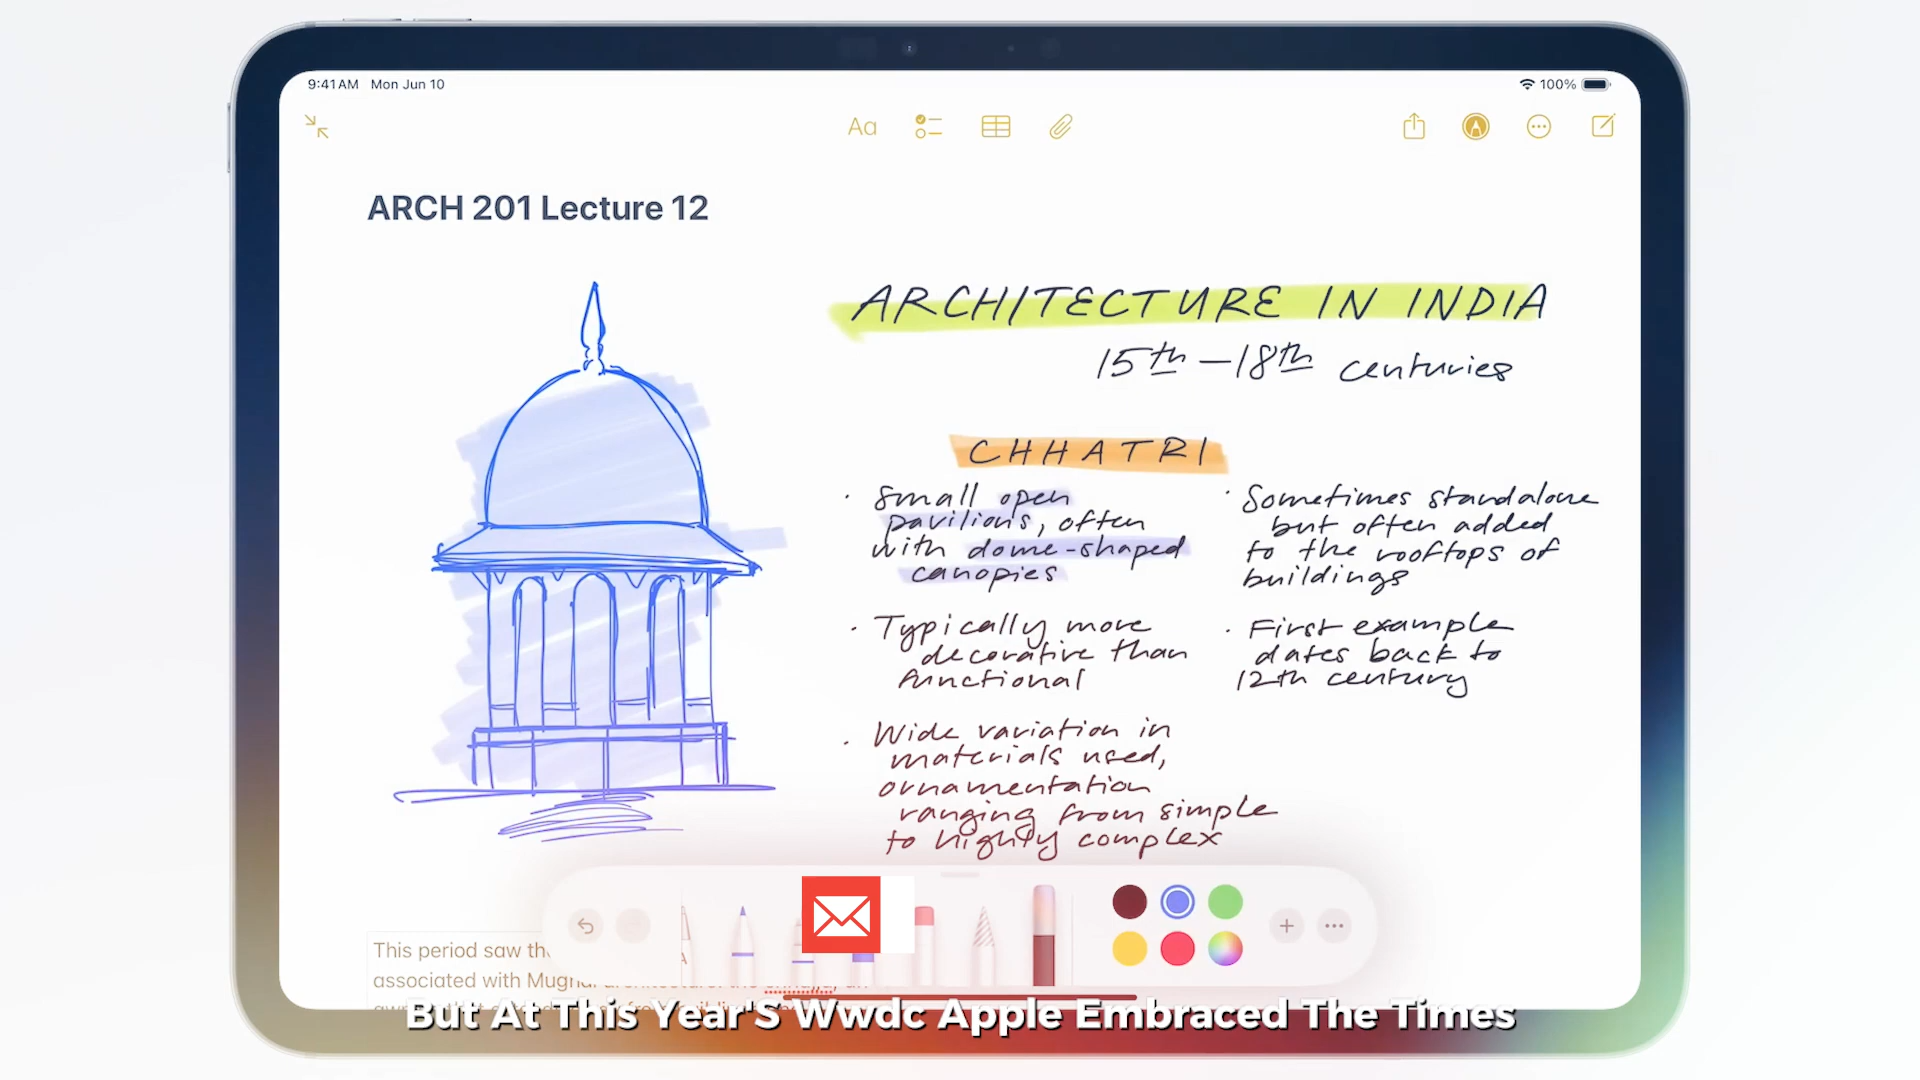 9:41 AM Mon Jun 10
100%
Aa
ARCH 201 Lecture 12
ARCHITECTURE IN INDIA
15th – 18th centuries
CHHATRI
· Small open
pavilions, often
with dome-shaped
canopies
· Typically more
decorative than
functional
· Wide variation in
materials used,
ornamentation
ranging from simple
to highly complex
· Sometimes standalone
but often added
to the rooftops of
buildings
· First example
dates back to
12th century
This period saw
associated with
But At This Year'S Wwdc Apple Embraced The Times